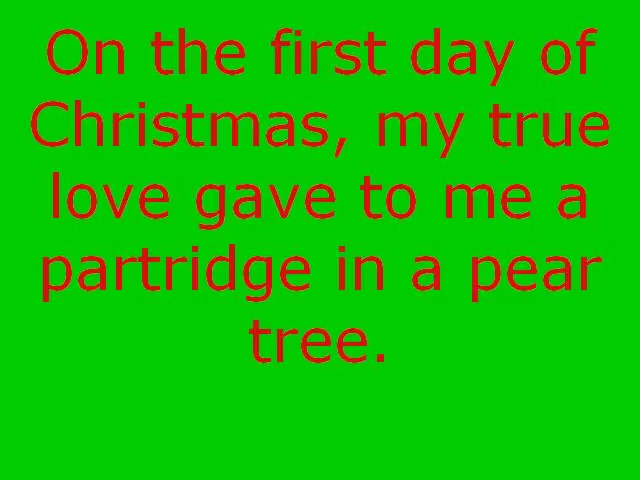 On the first day of
Christmas, my true
love gave to me a
partridge in a pear
tree.